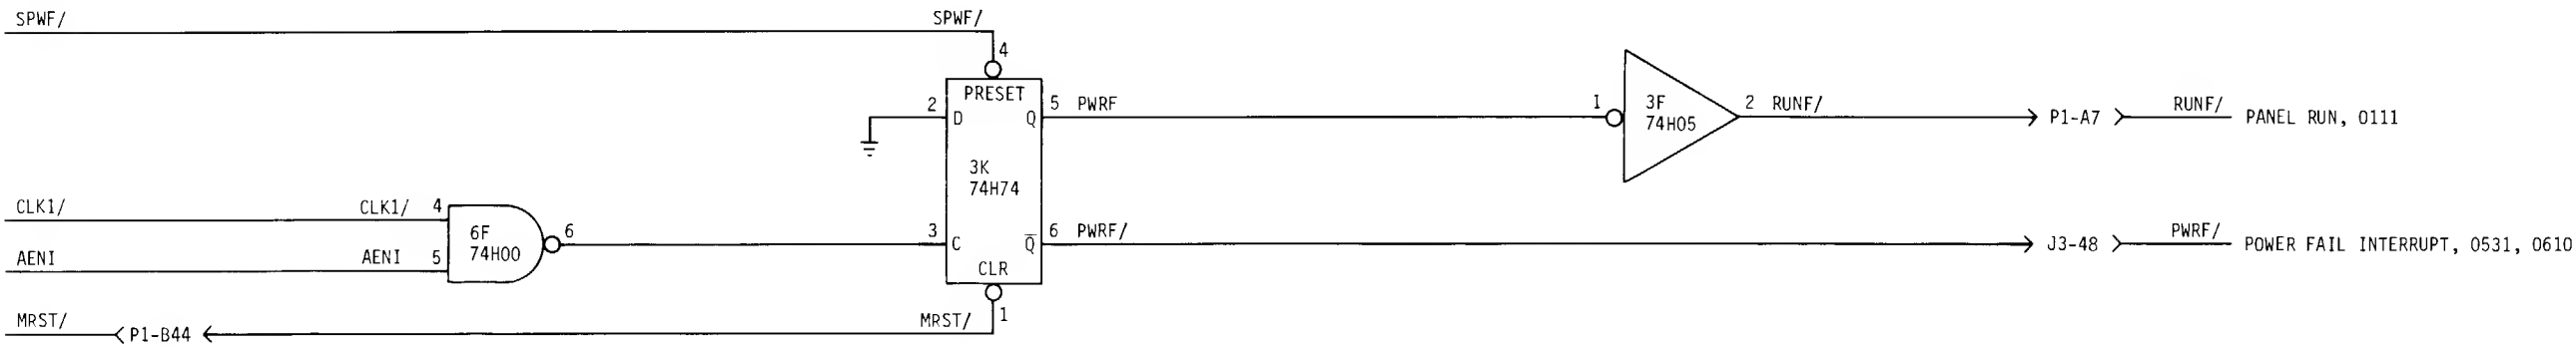 SPWF/ SPWF/
4
PRESET
2 D Q 5 PWRF 1 3F 2 RUNF/ P1-A7 RUNF/ PANEL RUN, 0111
74H05
3K
74H74
CLK1/ CLK1/ 4
6F 6 3 C Q̅ 6 PWRF/ J3-48 PWRF/ POWER FAIL INTERRUPT, 0531, 0610
74H00
AENI AENI 5
CLR
1
MRST/ P1-B44 MRST/